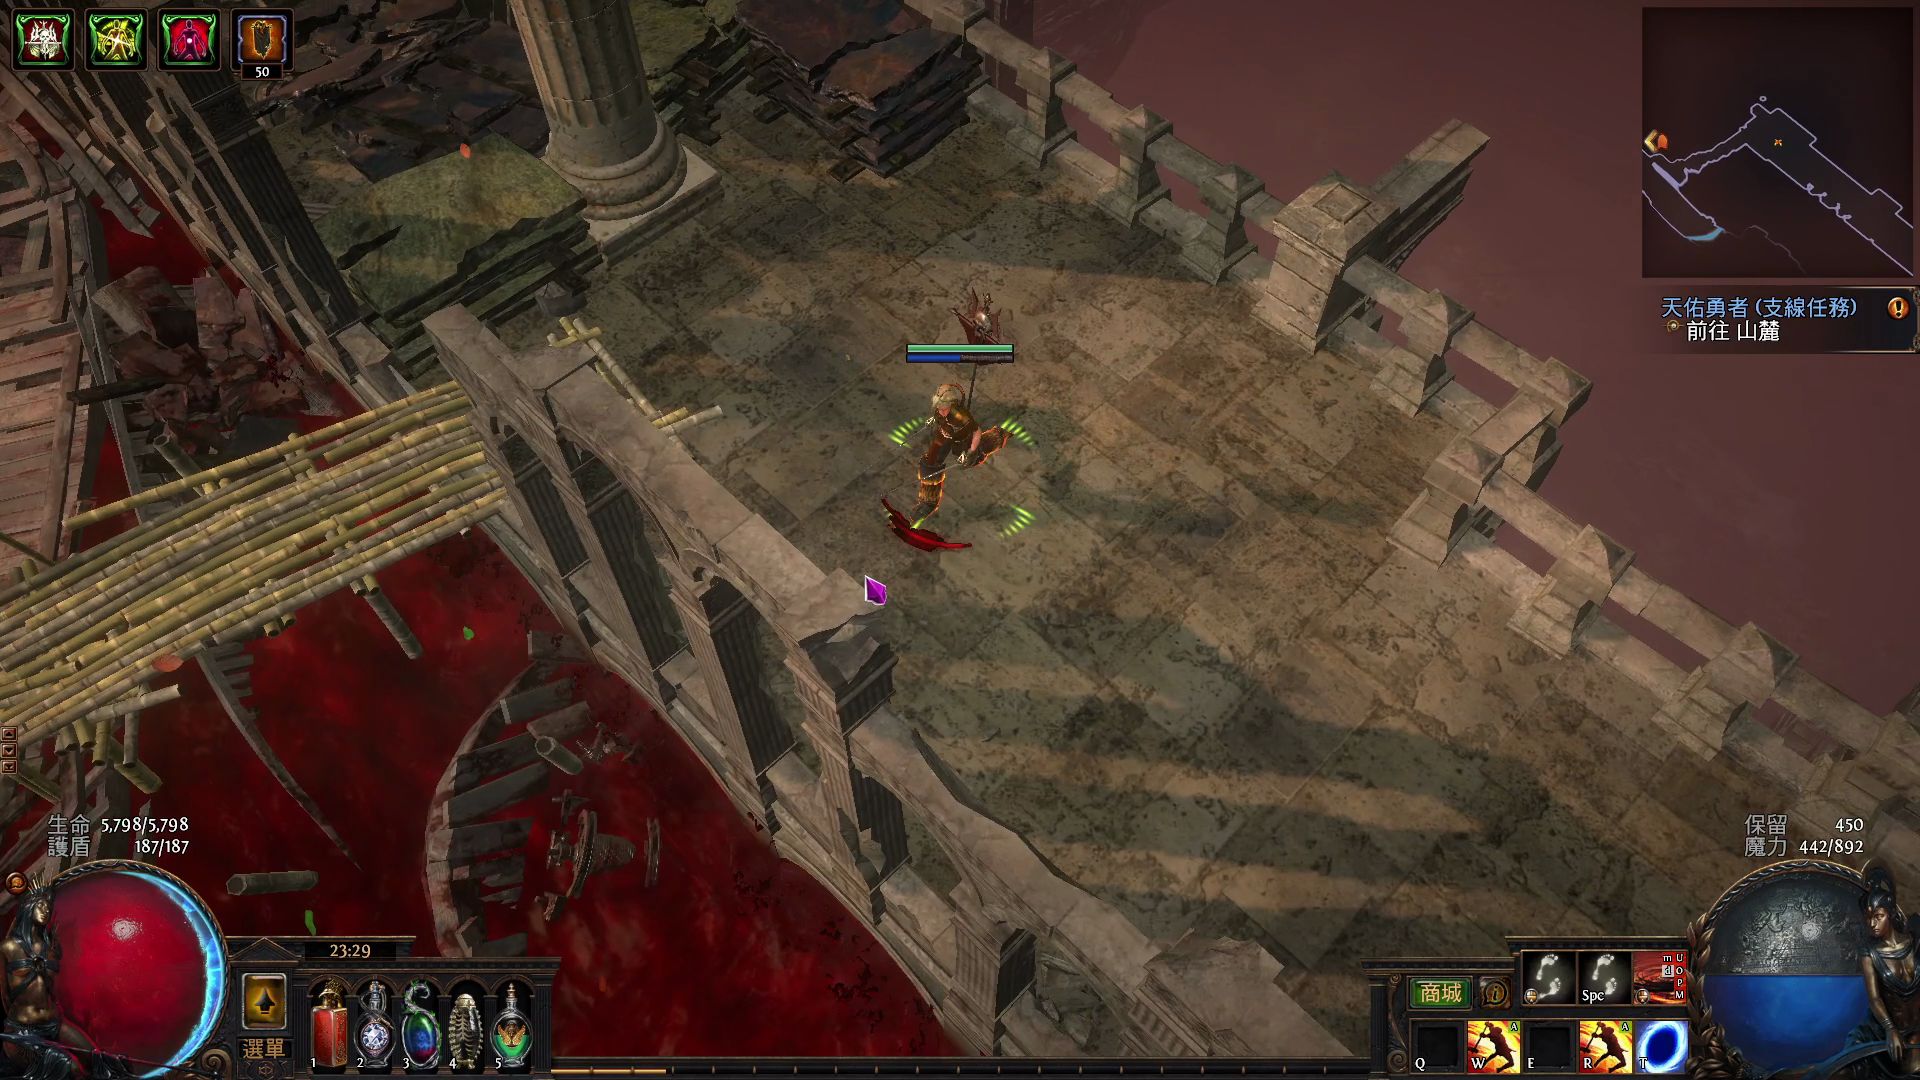 50
天佑勇者 (支線任務)
前往 山麓
生命 5,798/5,798
護盾 187/187
保留 450
魔力 442/892
23:29
選單
1 2 3 4 5
商城
Spc
m U
d O
P
M
Q W A E R A T